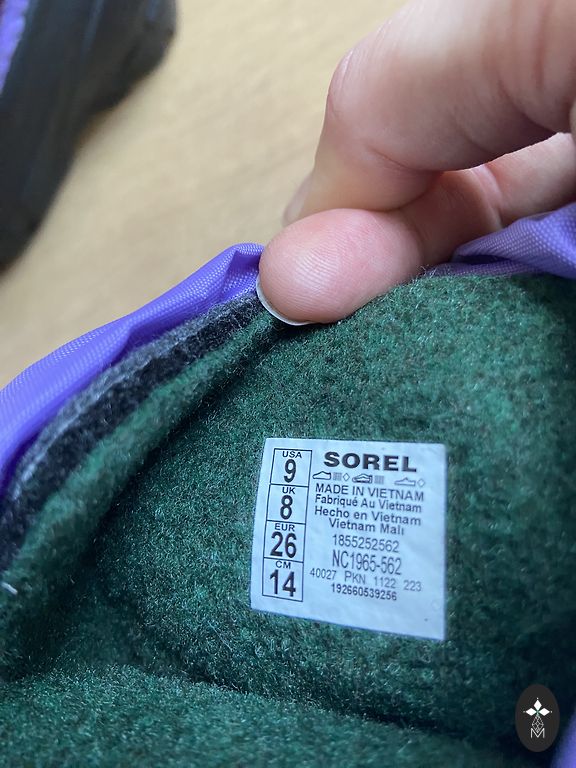 USA
9
UK
8
EUR
26
CM
14
SOREL
MADE IN VIETNAM
Fabriqué Au Vietnam
Hecho en Vietnam
Vietnam Malı
1855252562
NC1965-562
40027 PKN 1122 223
192660539256
M